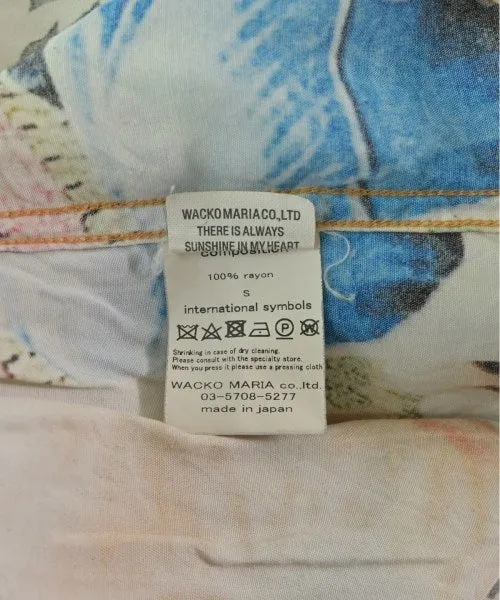 WACKO MARIA CO.,LTD
THERE IS ALWAYS
SUNSHINE IN MY HEART
composition
100% rayon
S
international symbols
Shrinking in case of dry cleaning.
Please consult with the specialty store.
When you press it please use a pressing cloth
WACKO MARIA co.ltd.
03-5708-5277
made in japan